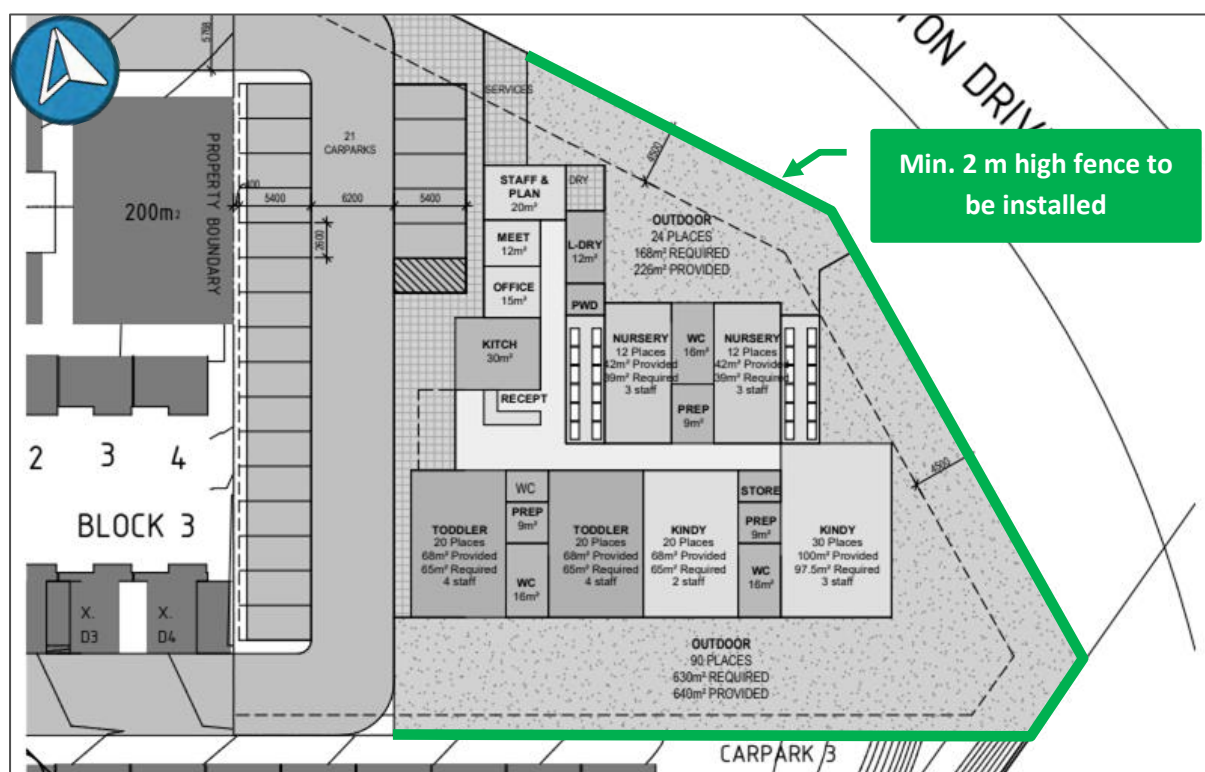 5798
TON DRIV
Min. 2 m high fence to
be installed
SERVICES
4500
21
CARPARKS
PROPERTY BOUNDARY
200m2
5400
6200
5400
2600
STAFF &
PLAN
20m²
DRY
MEET
12m²
L-DRY
12m²
OFFICE
15m²
PWD
OUTDOOR
24 PLACES
168m² REQUIRED
226m² PROVIDED
KITCH
30m²
RECEPT
NURSERY
12 Places
42m² Provided
39m² Required
3 staff
WC
16m²
PREP
9m²
NURSERY
12 Places
42m² Provided
39m² Required
3 staff
4500
2 3 4
BLOCK 3
X.
D3
X.
D4
TODDLER
20 Places
68m² Provided
65m² Required
4 staff
WC
PREP
9m²
WC
16m²
TODDLER
20 Places
68m² Provided
65m² Required
4 staff
KINDY
20 Places
68m² Provided
65m² Required
2 staff
STORE
PREP
9m²
WC
16m²
KINDY
30 Places
100m² Provided
97.5m² Required
3 staff
OUTDOOR
90 PLACES
630m² REQUIRED
640m² PROVIDED
CARPARK 3